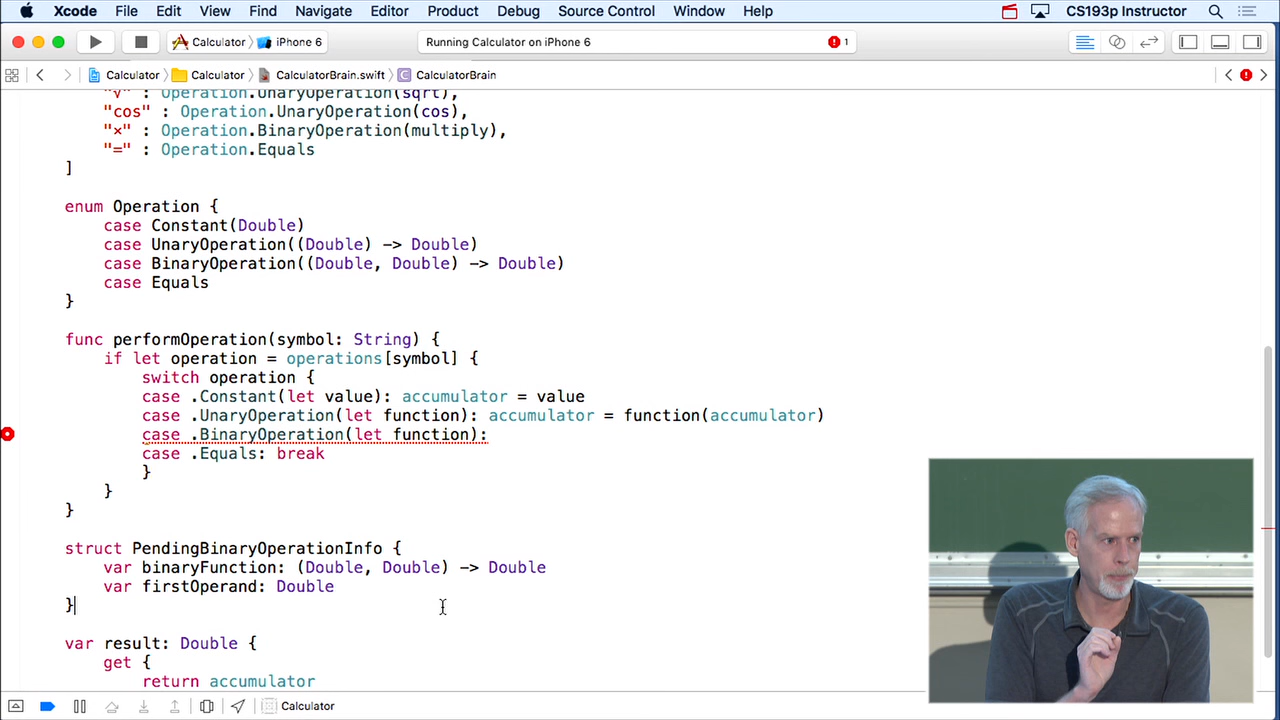 Xcode File Edit View Find Navigate Editor Product Debug Source Control Window Help CS193p Instructor
Calculator iPhone 6 Running Calculator on iPhone 6 1
Calculator Calculator CalculatorBrain.swift CalculatorBrain
"√" : Operation.UnaryOperation(sqrt),
"cos" : Operation.UnaryOperation(cos),
"×" : Operation.BinaryOperation(multiply),
"=" : Operation.Equals
]
enum Operation {
case Constant(Double)
case UnaryOperation((Double) -> Double)
case BinaryOperation((Double, Double) -> Double)
case Equals
}
func performOperation(symbol: String) {
if let operation = operations[symbol] {
switch operation {
case .Constant(let value): accumulator = value
case .UnaryOperation(let function): accumulator = function(accumulator)
case .BinaryOperation(let function):
case .Equals: break
}
}
}
struct PendingBinaryOperationInfo {
var binaryFunction: (Double, Double) -> Double
var firstOperand: Double
}
var result: Double {
get {
return accumulator
Calculator